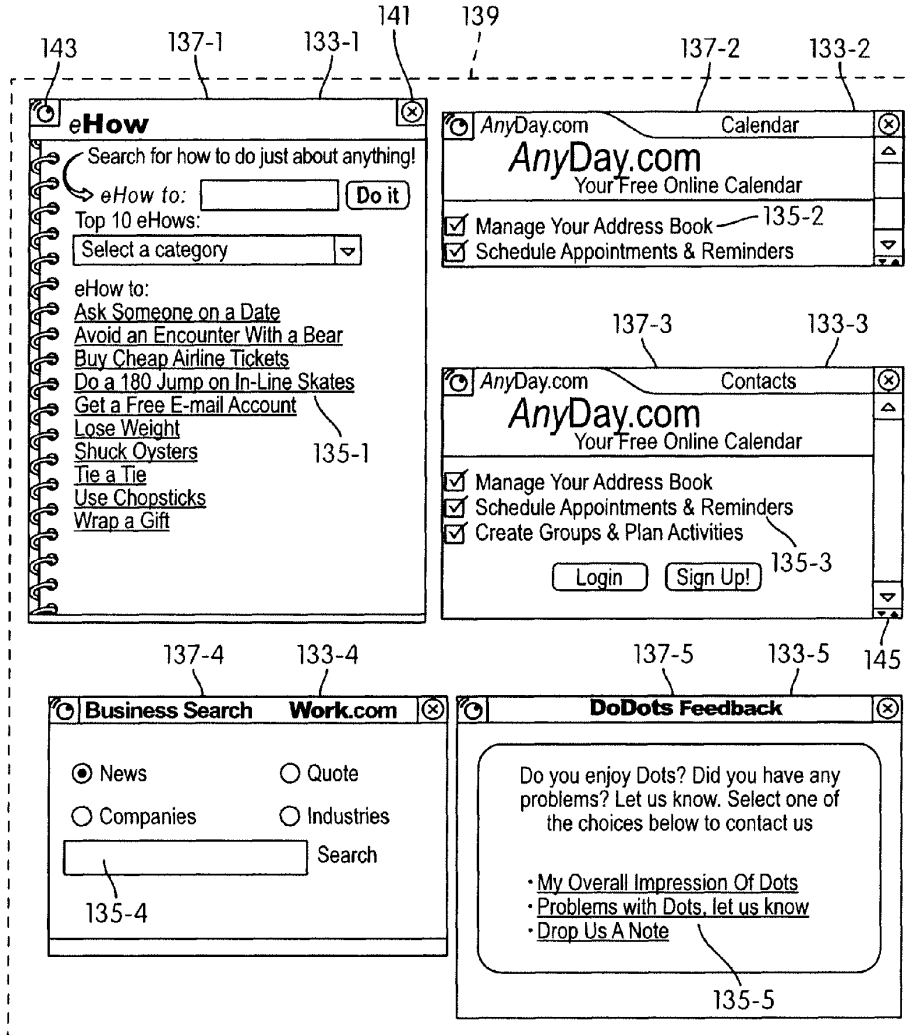 141
139
143
137-1
133-1
137-2
133-2
eHow
Search for how to do just about anything!
eHow to:
Do it
Top 10 eHows:
Select a category
eHow to:
Ask Someone on a Date
Avoid an Encounter With a Bear
Buy Cheap Airline Tickets
Do a 180 Jump on In-Line Skates
Get a Free E-mail Account
Lose Weight
Shuck Oysters
Tie a Tie
Use Chopsticks
Wrap a Gift
135-1
AnyDay.com Calendar
AnyDay.com
Your Free Online Calendar
Manage Your Address Book
135-2
Schedule Appointments & Reminders
137-3
133-3
AnyDay.com Contacts
AnyDay.com
Your Free Online Calendar
Manage Your Address Book
Schedule Appointments & Reminders
Create Groups & Plan Activities
135-3
Login Sign Up!
145
137-4
133-4
Business Search Work.com
News Quote
Companies Industries
Search
135-4
137-5
133-5
DoDots Feedback
Do you enjoy Dots? Did you have any
problems? Let us know. Select one of
the choices below to contact us
· My Overall Impression Of Dots
· Problems with Dots, let us know
· Drop Us A Note
135-5